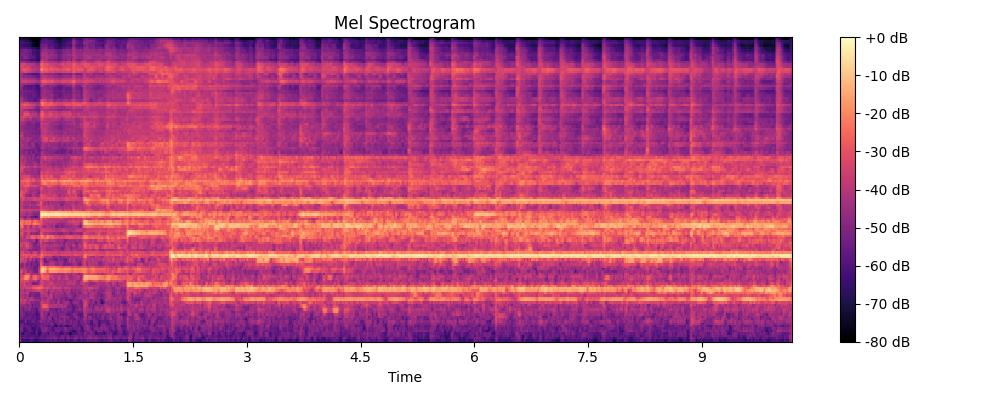 Mel Spectrogram
+0 dB
-10 dB
-20 dB
-30 dB
-40 dB
-50 dB
-60 dB
-70 dB
-80 dB
0 1.5 3 4.5 6 7.5 9
Time